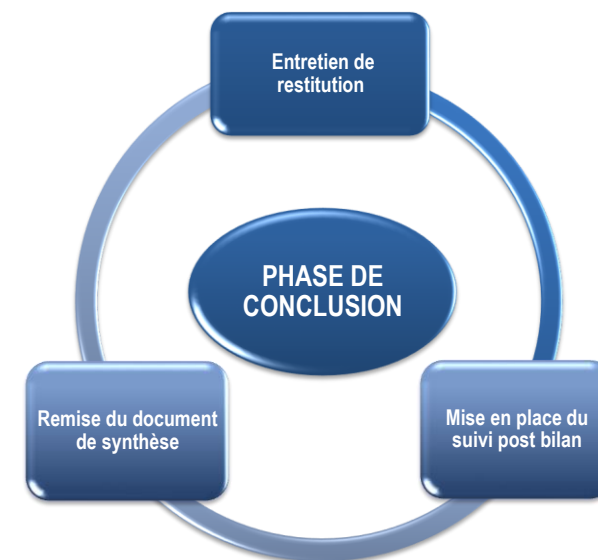 Entretien de
restitution
PHASE DE
CONCLUSION
Remise du document
de synthèse
Mise en place du
suivi post bilan